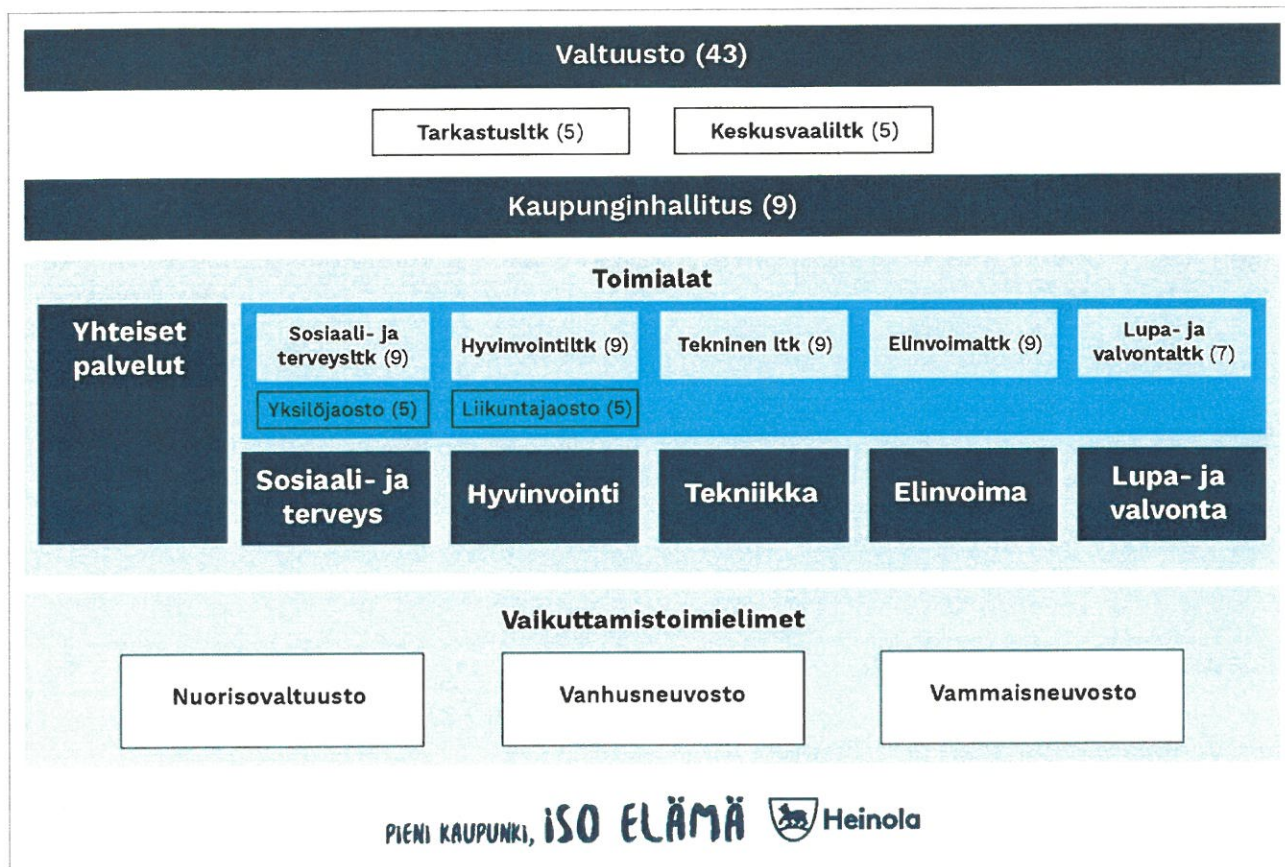 Valtuusto (43)
Tarkastusltk (5)
Keskusvaaliltk (5)
Kaupunginhallitus (9)
Toimialat
Yhteiset
palvelut
Sosiaali- ja
terveysltk (9)
Hyvinvointiltk (9)
Tekninen ltk (9)
Elinvoimaltk (9)
Lupa- ja
valvontaltk (7)
Yksilöjaosto (5)
Liikuntajaosto (5)
Sosiaali- ja
terveys
Hyvinvointi
Tekniikka
Elinvoima
Lupa- ja
valvonta
Vaikuttamistoimielimet
Nuorisovaltuusto
Vanhusneuvosto
Vammaisneuvosto
PIENI KAUPUNKI, ISO ELÄMÄ Heinola